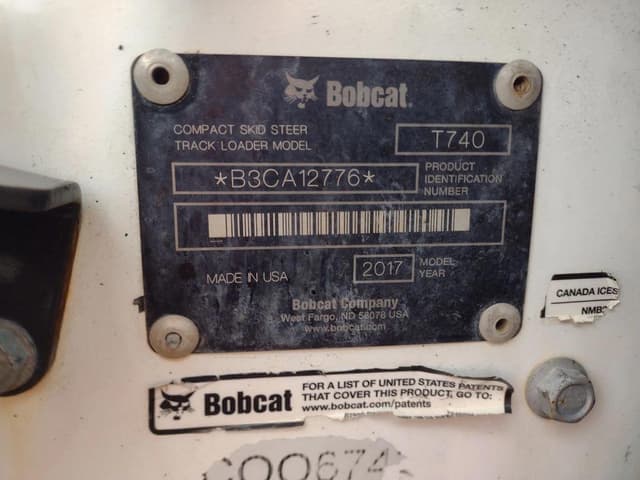 Bobcat®
COMPACT SKID STEER
TRACK LOADER MODEL
T740
*B3CA12776*
PRODUCT
IDENTIFICATION
NUMBER
MADE IN USA
2017
MODEL
YEAR
Bobcat Company
West Fargo, ND 58078 USA
www.bobcat.com
CANADA ICES
Bobcat
FOR A LIST OF UNITED STATES PATENTS
THAT COVER THIS PRODUCT, GO TO:
www.bobcat.com/patents